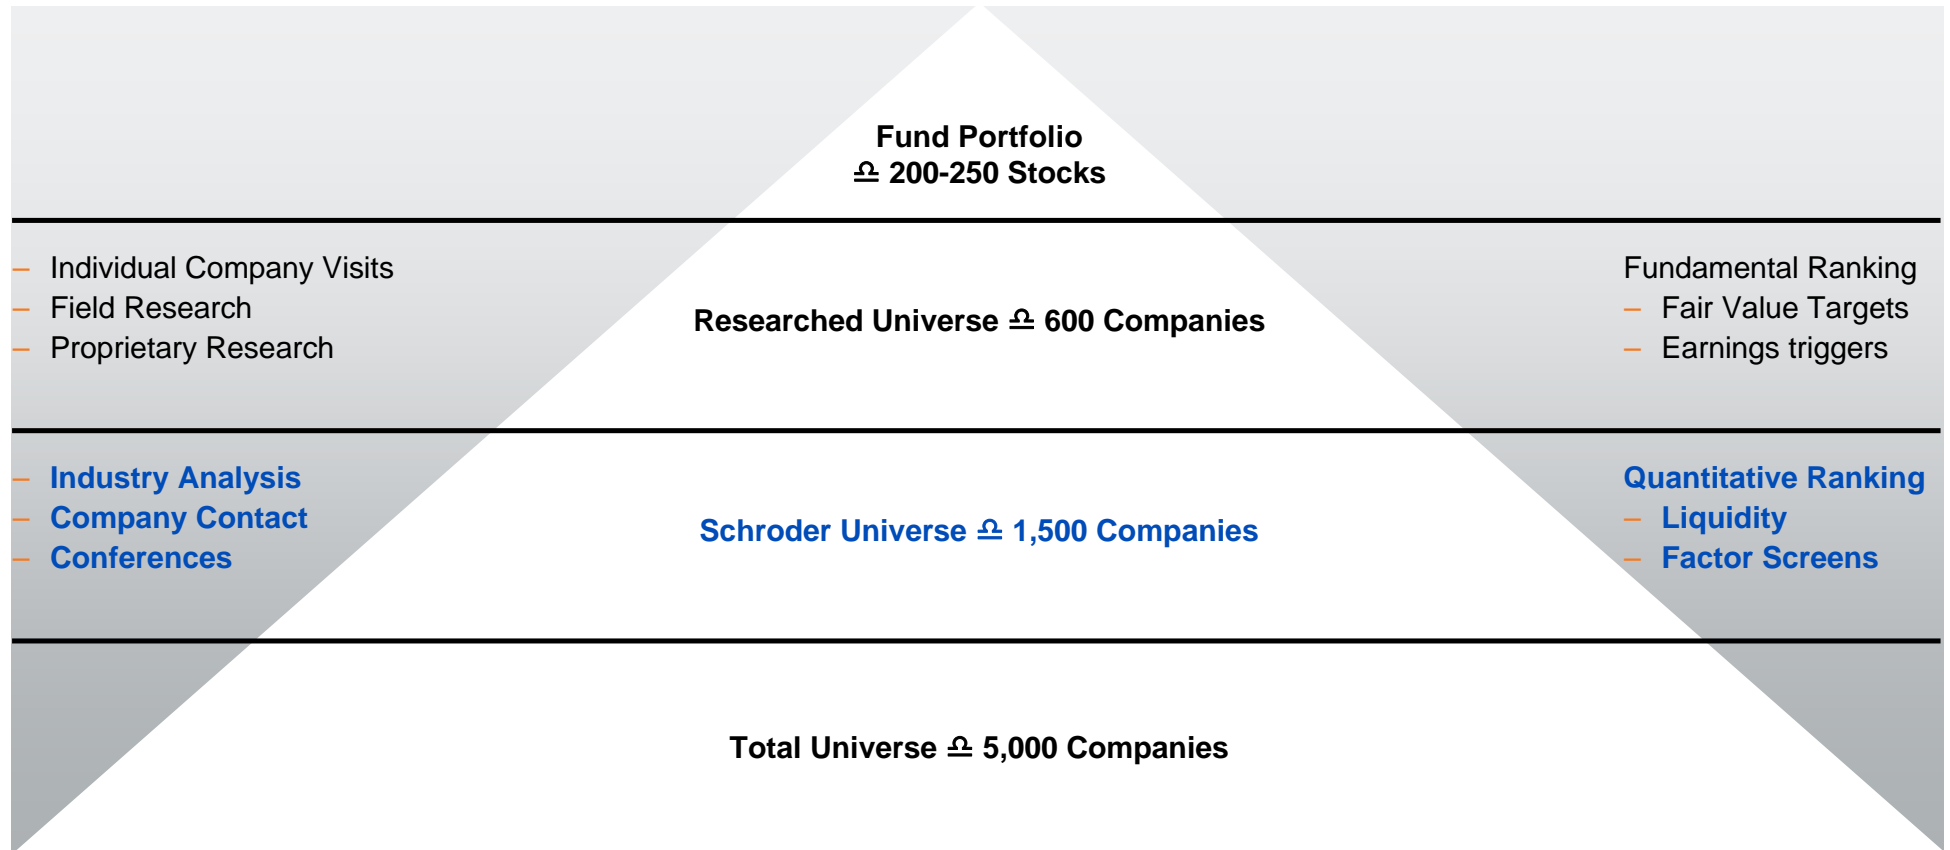 Fund Portfolio
♎ 200-250 Stocks
– Individual Company Visits
– Field Research
– Proprietary Research
Researched Universe ♎ 600 Companies
Fundamental Ranking
– Fair Value Targets
– Earnings triggers
– Industry Analysis
– Company Contact
– Conferences
Schroder Universe ♎ 1,500 Companies
Quantitative Ranking
– Liquidity
– Factor Screens
Total Universe ♎ 5,000 Companies